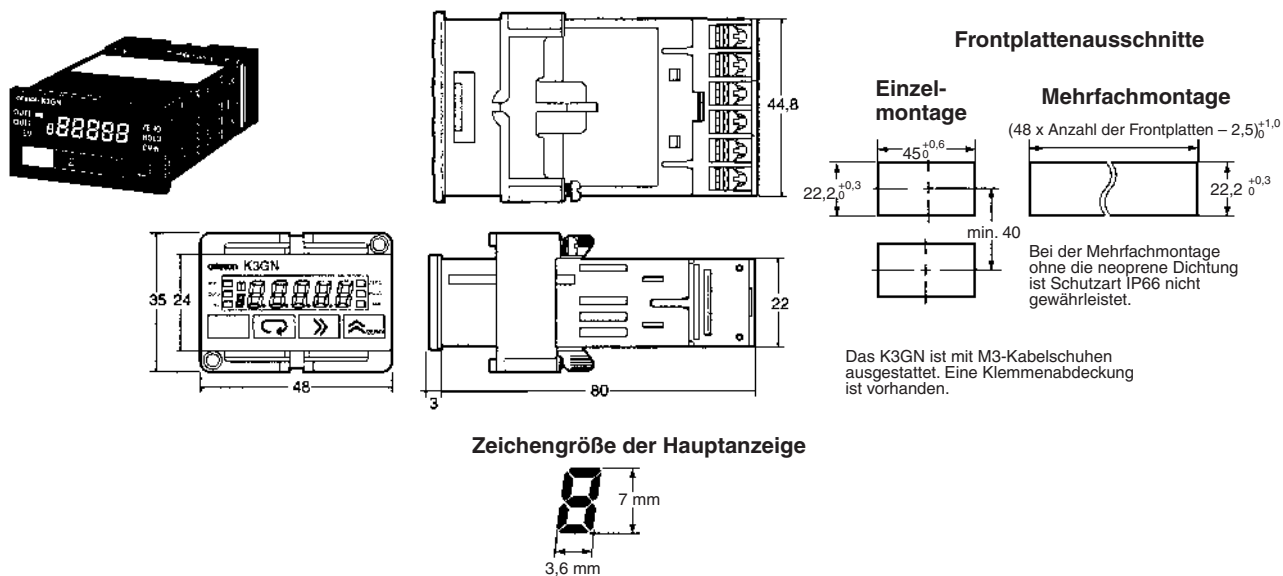 omron K3GN
44,8
Frontplattenausschnitte
Einzel-
montage
45 +0,6 0
22,2 +0,3 0
min. 40
Mehrfachmontage
(48 x Anzahl der Frontplatten – 2,5) +1,0 0
22,2 +0,3 0
Bei der Mehrfachmontage
ohne die neoprene Dichtung
ist Schutzart IP66 nicht
gewährleistet.
omron K3GN
35
24
48
22
3
80
Das K3GN ist mit M3-Kabelschuhen
ausgestattet. Eine Klemmenabdeckung
ist vorhanden.
Zeichengröße der Hauptanzeige
7 mm
3,6 mm